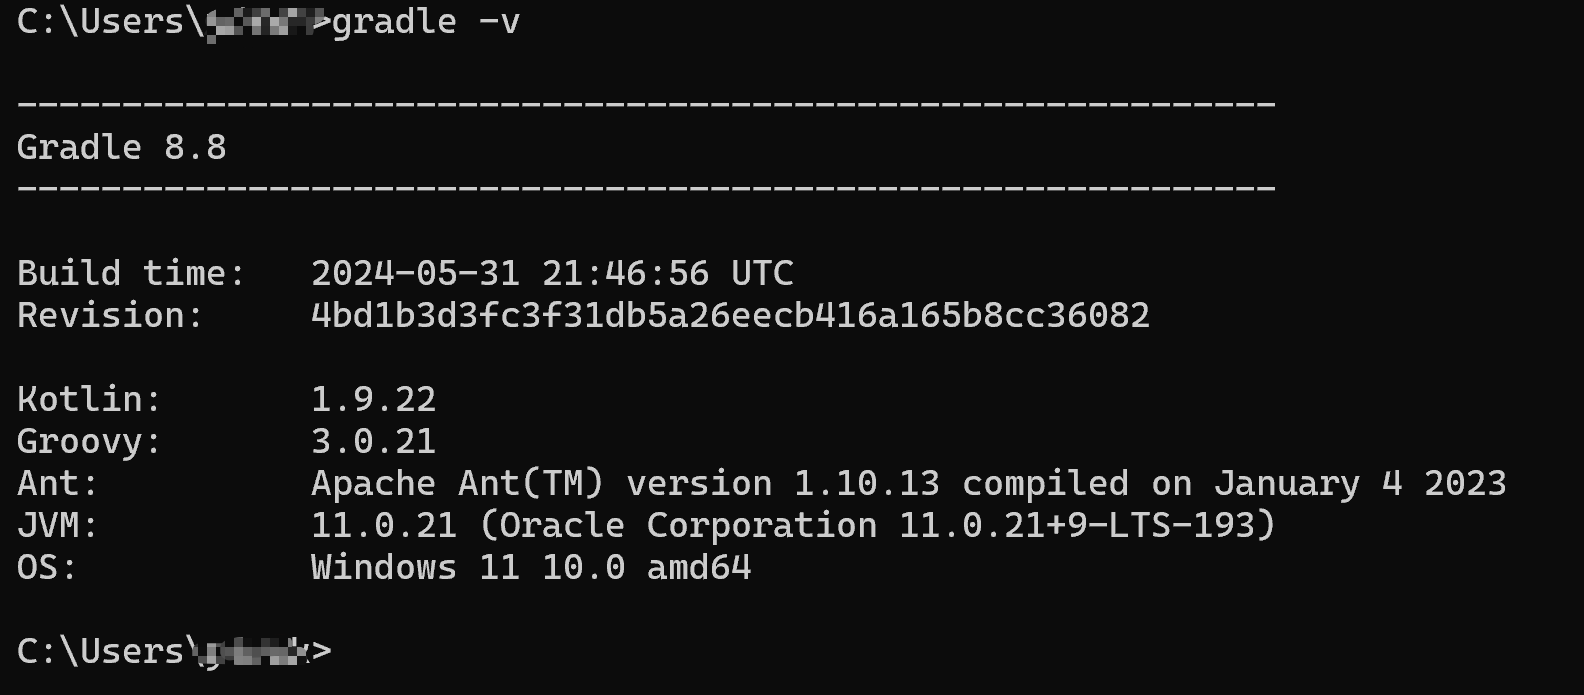 C:\Users\>gradle -v
------------------------------------------------------------
Gradle 8.8
------------------------------------------------------------
Build time:   2024-05-31 21:46:56 UTC
Revision:     4bd1b3d3fc3f31db5a26eecb416a165b8cc36082
Kotlin:       1.9.22
Groovy:       3.0.21
Ant:          Apache Ant(TM) version 1.10.13 compiled on January 4 2023
JVM:          11.0.21 (Oracle Corporation 11.0.21+9-LTS-193)
OS:           Windows 11 10.0 amd64
C:\Users\>